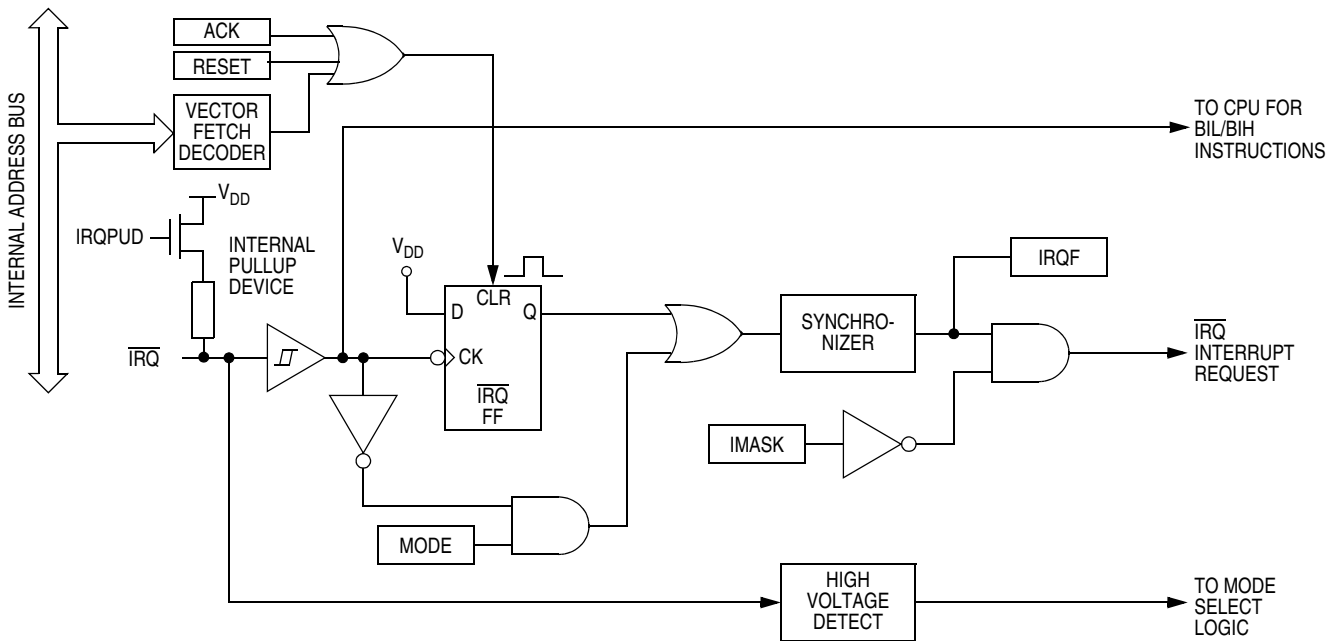 INTERNAL ADDRESS BUS
ACK
RESET
VECTOR
FETCH
DECODER
TO CPU FOR
BIL/BIH
INSTRUCTIONS
VDD
IRQPUD
INTERNAL
PULLUP
DEVICE
VDD
CLR
D
Q
CK
IRQ
FF
IRQ
SYNCHRO-
NIZER
IRQF
IRQ
INTERRUPT
REQUEST
IMASK
MODE
HIGH
VOLTAGE
DETECT
TO MODE
SELECT
LOGIC